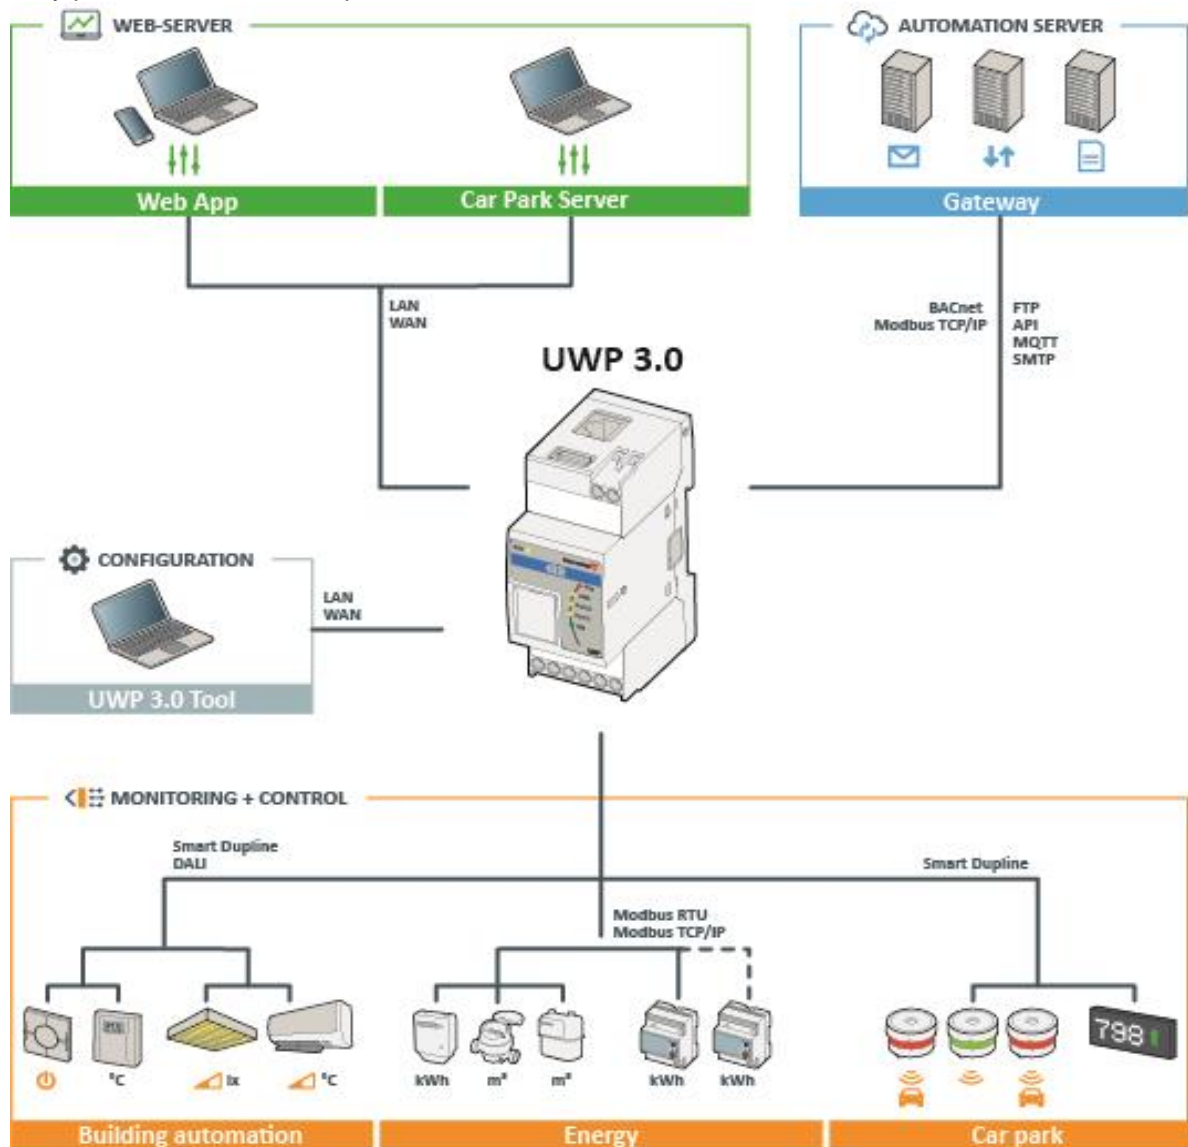 WEB-SERVER
AUTOMATION SERVER
Web App
Car Park Server
Gateway
LAN
WAN
BACnet
Modbus TCP/IP
FTP
API
MQTT
SMTP
UWP 3.0
CONFIGURATION
LAN
WAN
UWP 3.0 Tool
MONITORING + CONTROL
Smart Dupline
DALI
Smart Dupline
Modbus RTU
Modbus TCP/IP
798
°C
lx
°C
kWh
m³
m³
kWh
kWh
Building automation
Energy
Car park